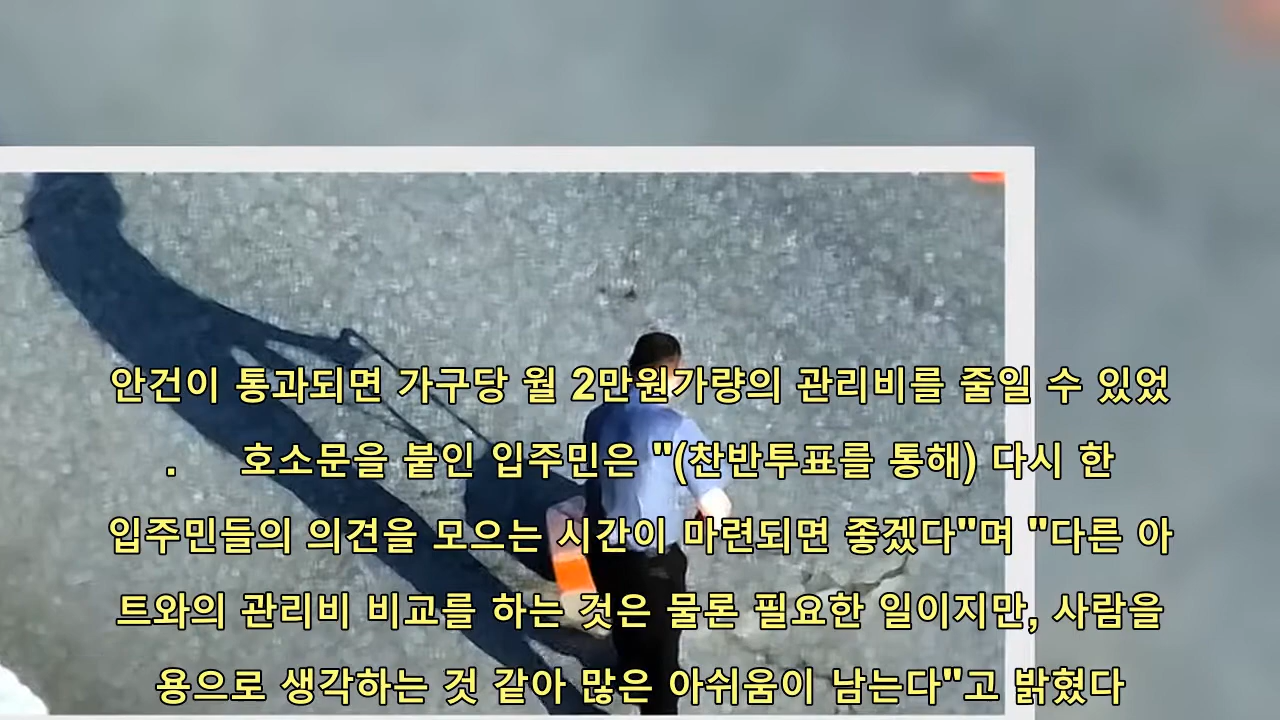 안건이 통과되면 가구당 월 2만원가량의 관리비를 줄일 수 있었
. 호소문을 붙인 입주민은 "(찬반투표를 통해) 다시 한
입주민들의 의견을 모으는 시간이 마련되면 좋겠다"며 "다른 아
트와의 관리비 비교를 하는 것은 물론 필요한 일이지만, 사람을
용으로 생각하는 것 같아 많은 아쉬움이 남는다"고 밝혔다